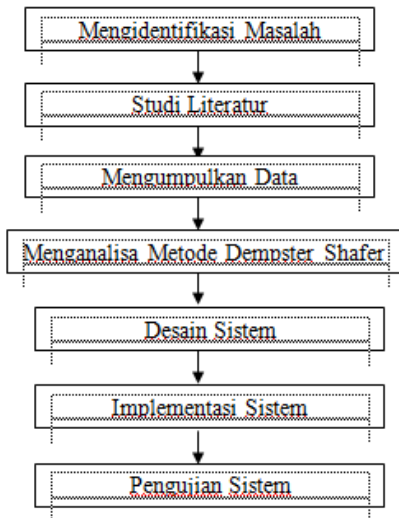 Mengidentifikasi Masalah
Studi Literatur
Mengumpulkan Data
Menganalisa Metode Dempster Shafer
Desain Sistem
Implementasi Sistem
Pengujian Sistem